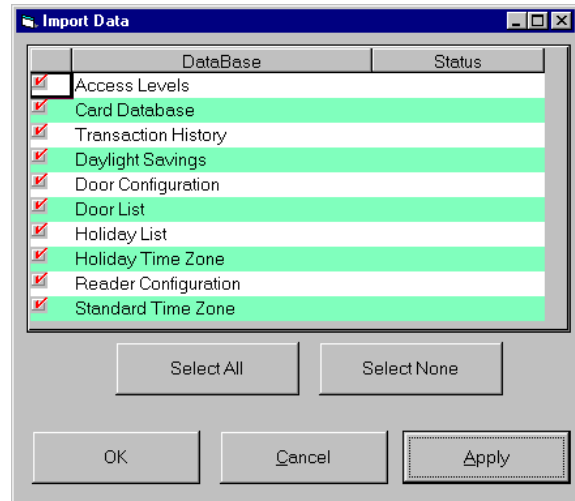 Import Data
DataBase Status
Access Levels
Card Database
Transaction History
Daylight Savings
Door Configuration
Door List
Holiday List
Holiday Time Zone
Reader Configuration
Standard Time Zone
Select All Select None
OK Cancel Apply